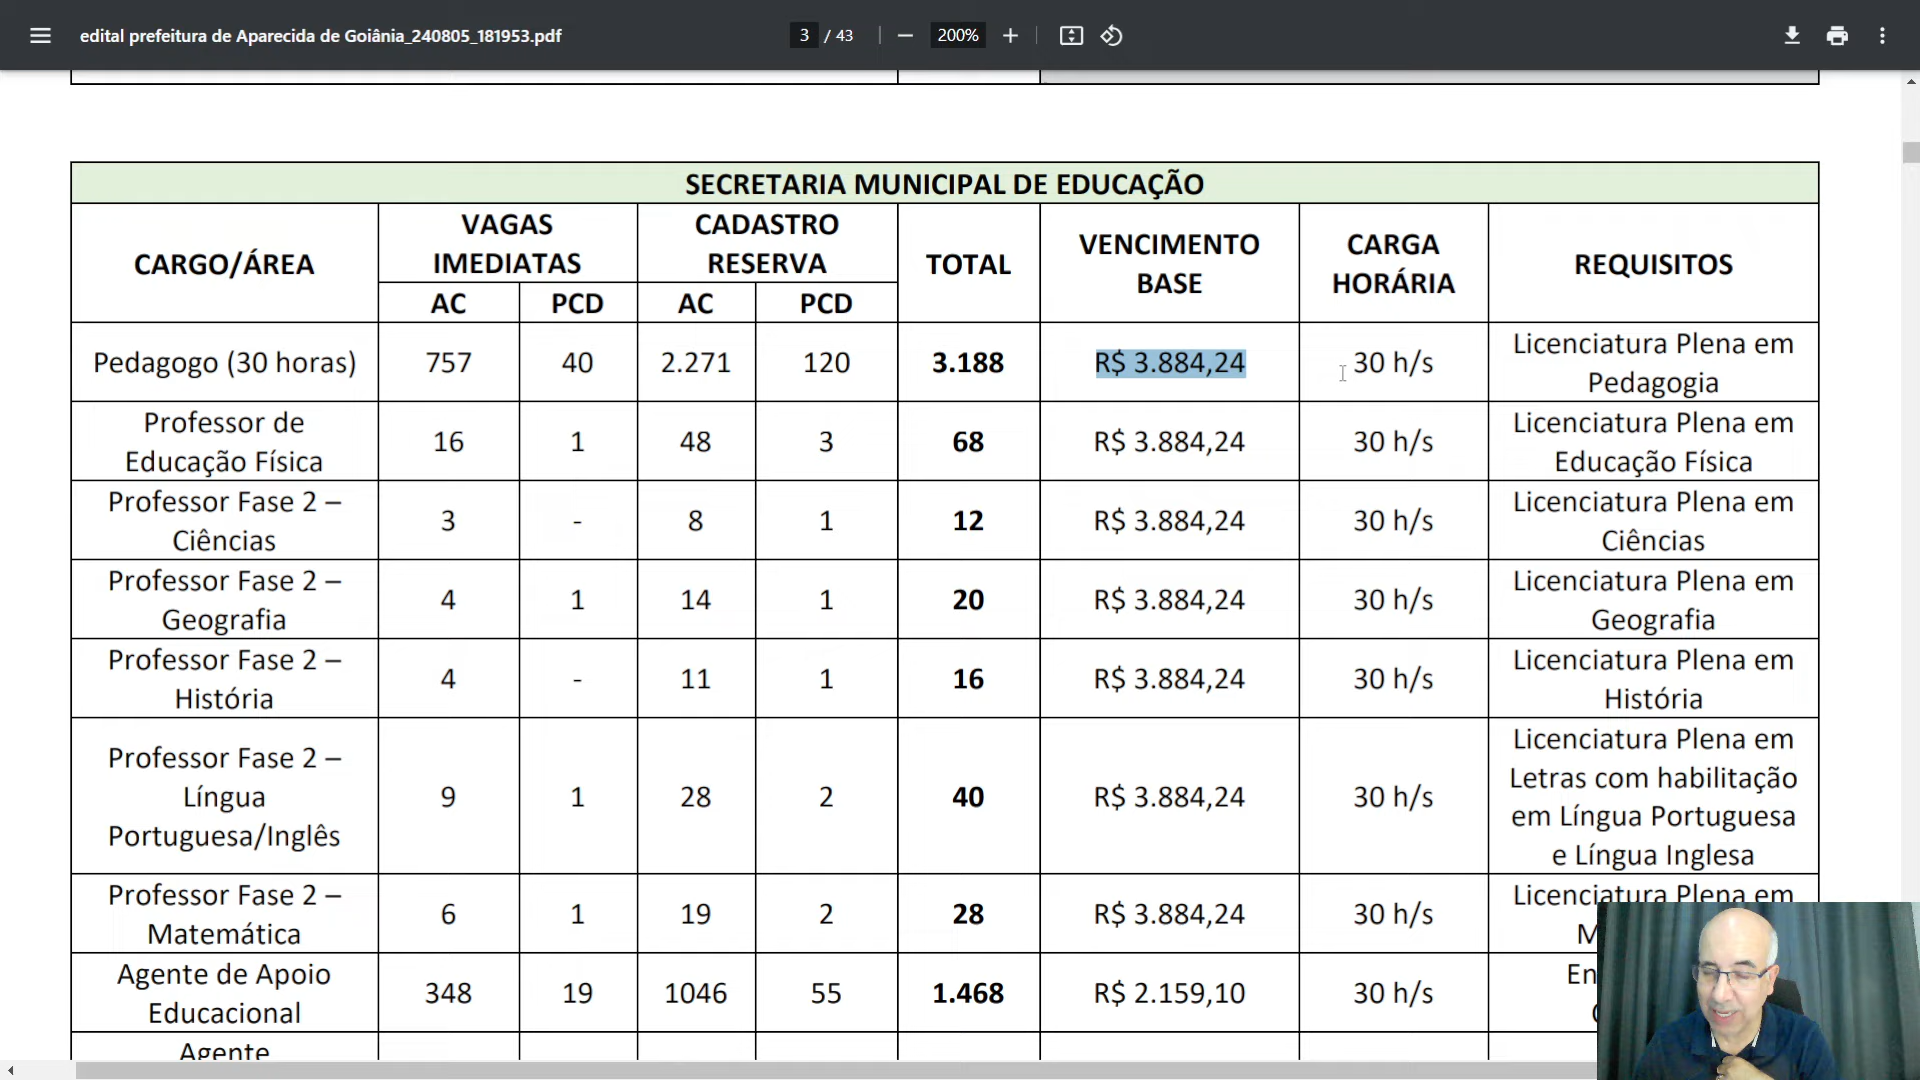 edital prefeitura de Aparecida de Goiânia_240805_181953.pdf
3 / 43
200%
SECRETARIA MUNICIPAL DE EDUCAÇÃO
CARGO/ÁREA
VAGAS
IMEDIATAS
CADASTRO
RESERVA
TOTAL
VENCIMENTO
BASE
CARGA
HORÁRIA
REQUISITOS
AC PCD AC PCD
Pedagogo (30 horas) 757 40 2.271 120 3.188 R$ 3.884,24 30 h/s
Licenciatura Plena em
Pedagogia
Professor de
Educação Física
16 1 48 3 68 R$ 3.884,24 30 h/s
Licenciatura Plena em
Educação Física
Professor Fase 2 –
Ciências
3 - 8 1 12 R$ 3.884,24 30 h/s
Licenciatura Plena em
Ciências
Professor Fase 2 –
Geografia
4 1 14 1 20 R$ 3.884,24 30 h/s
Licenciatura Plena em
Geografia
Professor Fase 2 –
História
4 - 11 1 16 R$ 3.884,24 30 h/s
Licenciatura Plena em
História
Professor Fase 2 –
Língua
Portuguesa/Inglês
9 1 28 2 40 R$ 3.884,24 30 h/s
Licenciatura Plena em
Letras com habilitação
em Língua Portuguesa
e Língua Inglesa
Professor Fase 2 –
Matemática
6 1 19 2 28 R$ 3.884,24 30 h/s
Licenciatura Plena em
Agente de Apoio
Educacional
348 19 1046 55 1.468 R$ 2.159,10 30 h/s
Agente